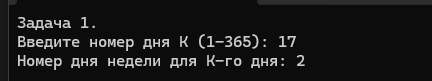 Задача 1.
Введите номер дня K (1-365): 17
Номер дня недели для K-го дня: 2